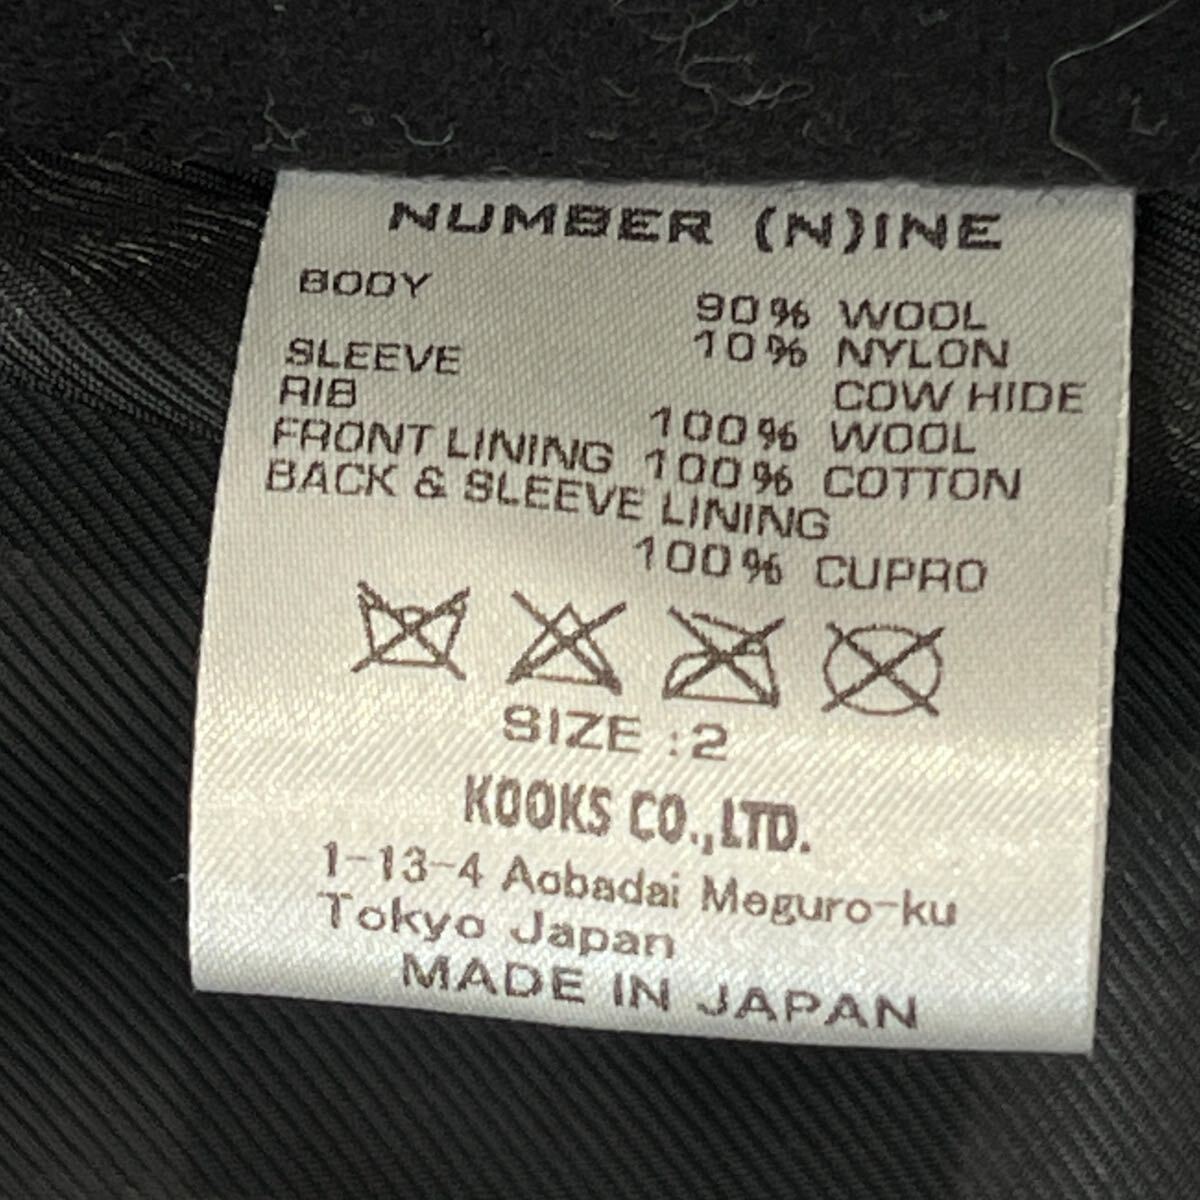 NUMBER (N)INE
BODY
90% WOOL
10% NYLON
SLEEVE COW HIDE
RIB 100% WOOL
FRONT LINING 100% COTTON
BACK & SLEEVE LINING
100% CUPRO
SIZE :2
KOOKS CO.,LTD.
1-13-4 Aobadai Meguro-ku
Tokyo Japan
MADE IN JAPAN